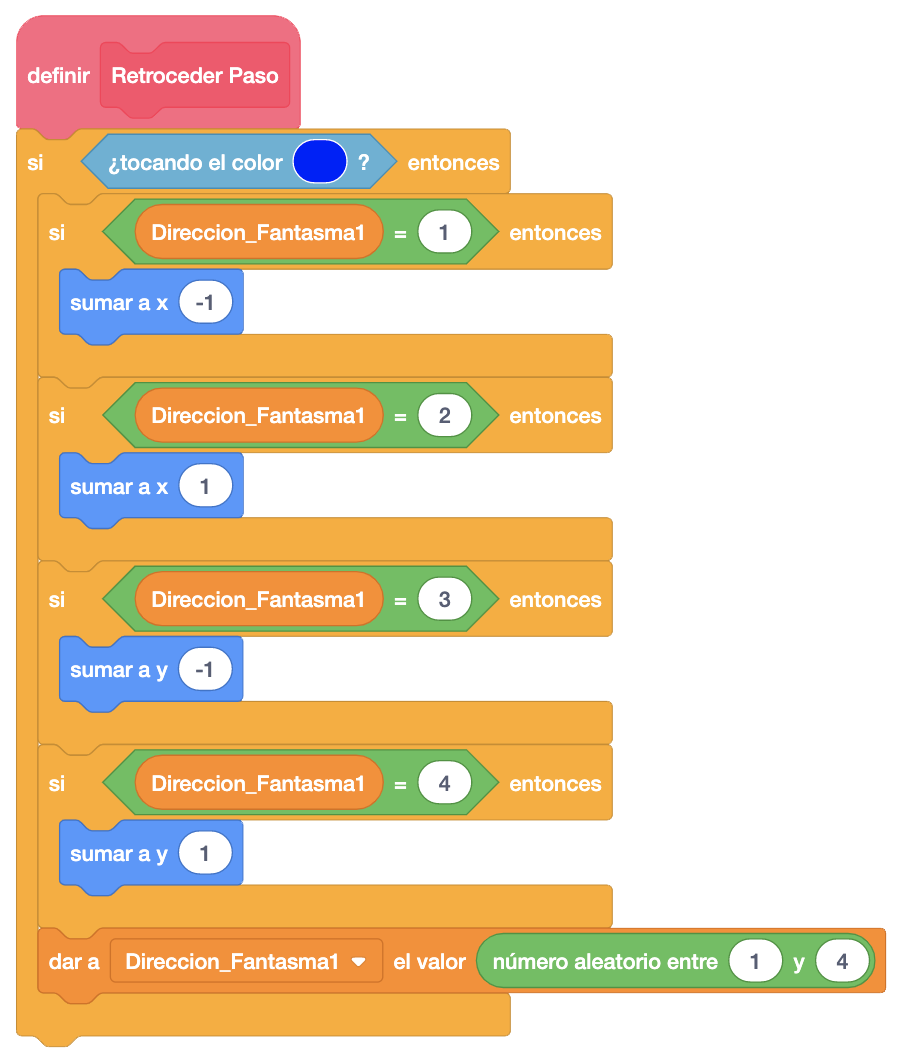 definir Retroceder Paso
si ¿tocando el color ? entonces
si Direccion_Fantasma1 = 1 entonces
sumar a x -1
si Direccion_Fantasma1 = 2 entonces
sumar a x 1
si Direccion_Fantasma1 = 3 entonces
sumar a y -1
si Direccion_Fantasma1 = 4 entonces
sumar a y 1
dar a Direccion_Fantasma1 el valor número aleatorio entre 1 y 4